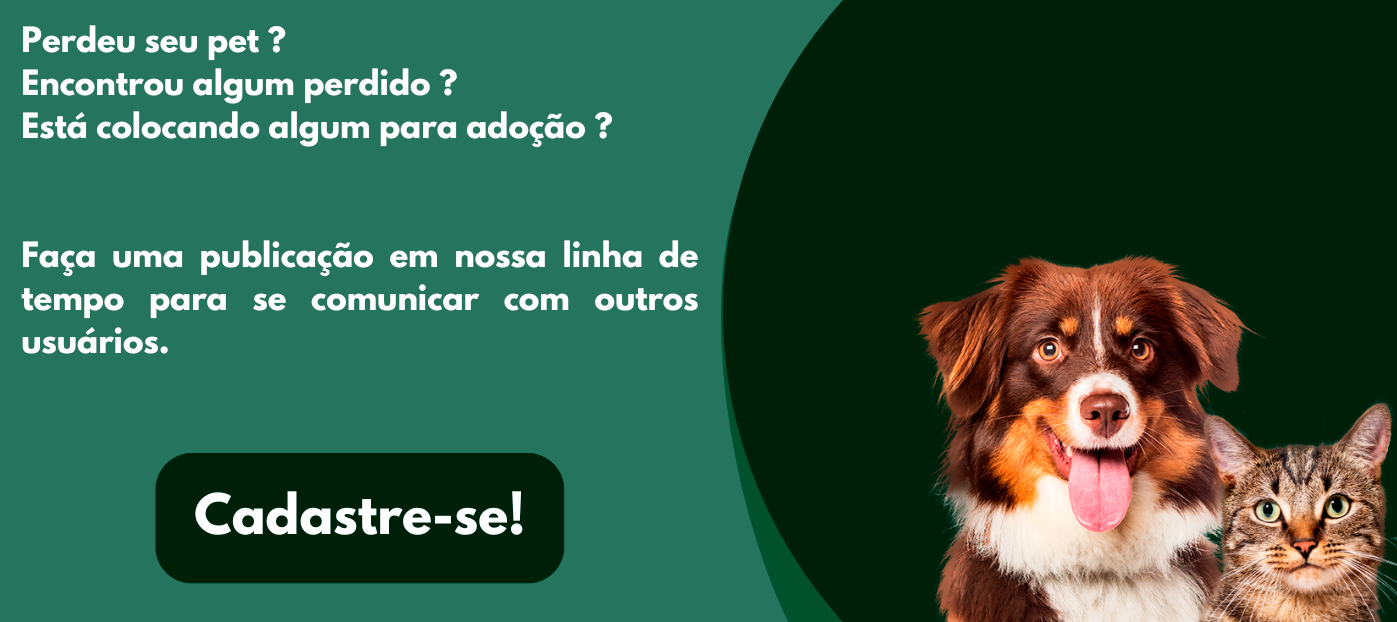 Perdeu seu pet ?
Encontrou algum perdido ?
Está colocando algum para adoção ?
Faça uma publicação em nossa linha de
tempo para se comunicar com outros
usuários.
Cadastre-se!